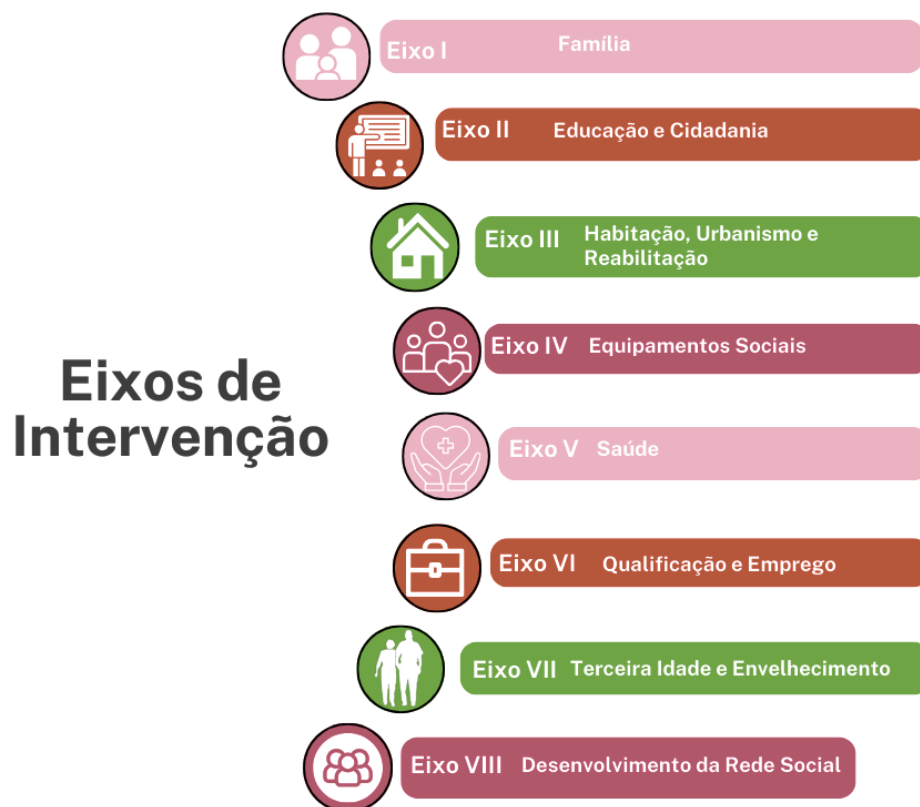 Eixos de
Intervenção
Eixo I Família
Eixo II Educação e Cidadania
Eixo III Habitação, Urbanismo e
Reabilitação
Eixo IV Equipamentos Sociais
Eixo V Saúde
Eixo VI Qualificação e Emprego
Eixo VII Terceira Idade e Envelhecimento
Eixo VIII Desenvolvimento da Rede Social